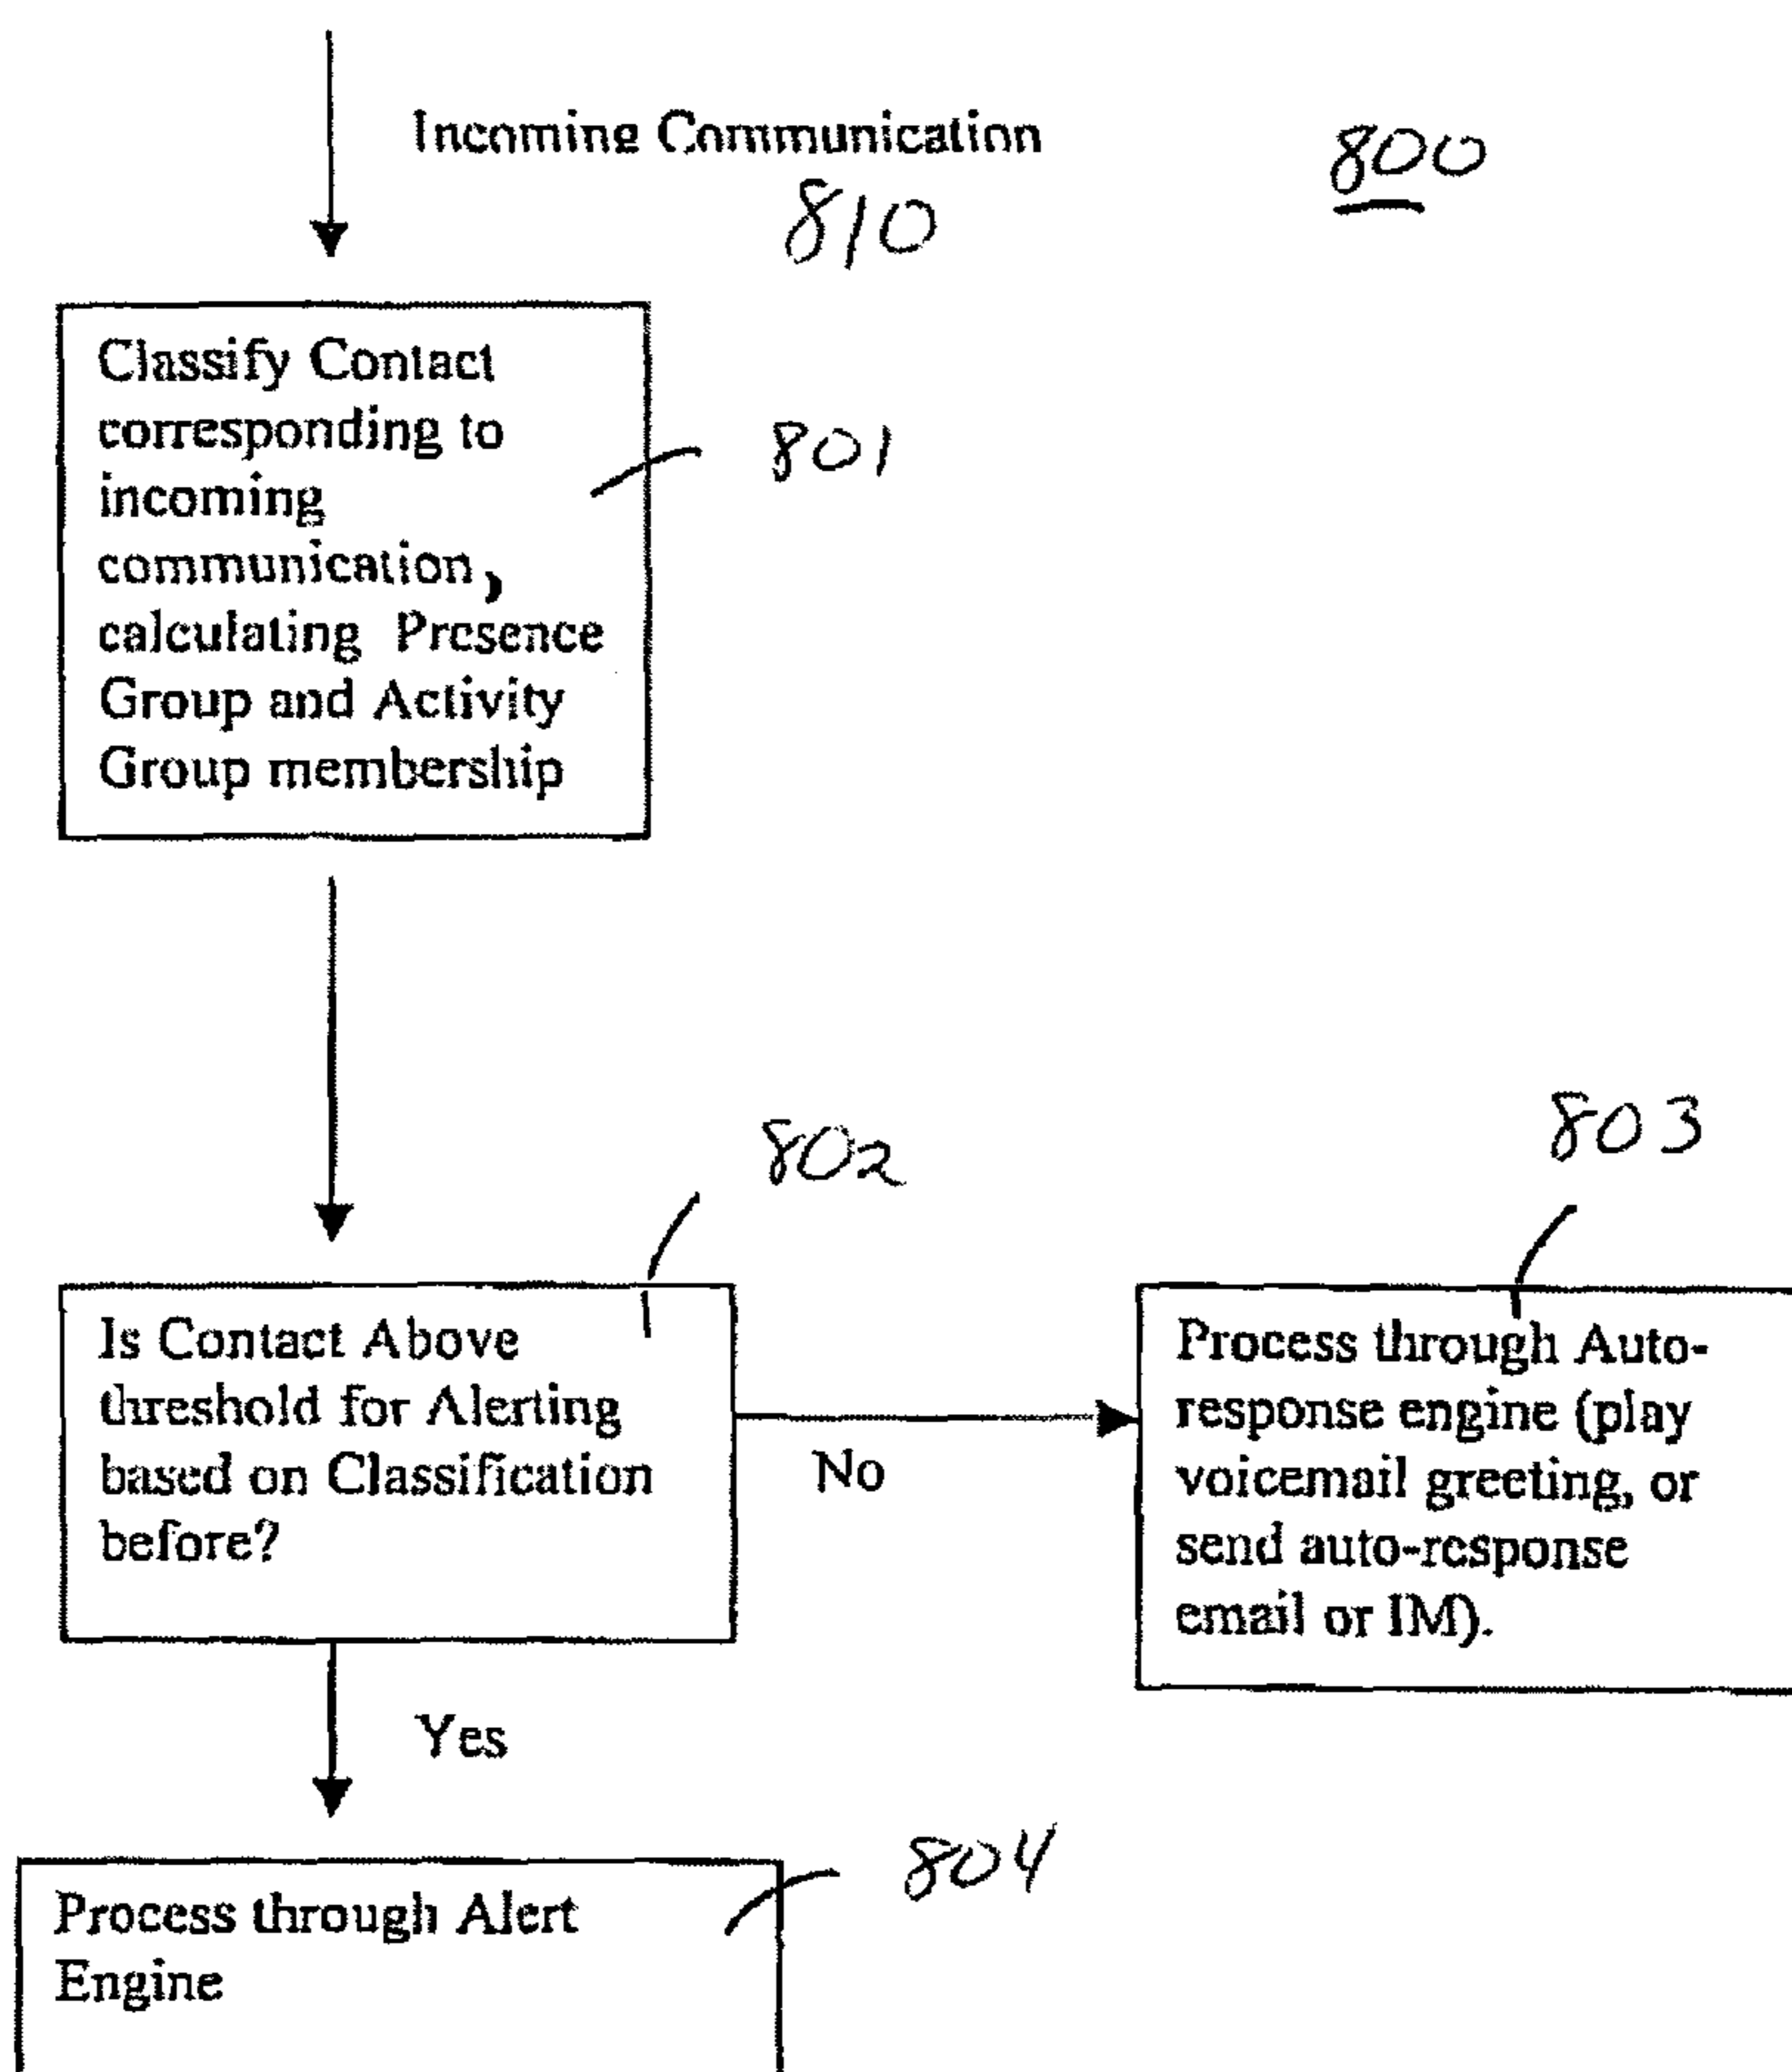 Incoming Communication
800
810
Classify Contact
corresponding to
incoming
communication,
calculating Presence
Group and Activity
Group membership
801
802
803
Is Contact Above
threshold for Alerting
based on Classification
before?
No
Process through Auto-
response engine (play
voicemail greeting, or
send auto-response
email or IM).
Yes
804
Process through Alert
Engine